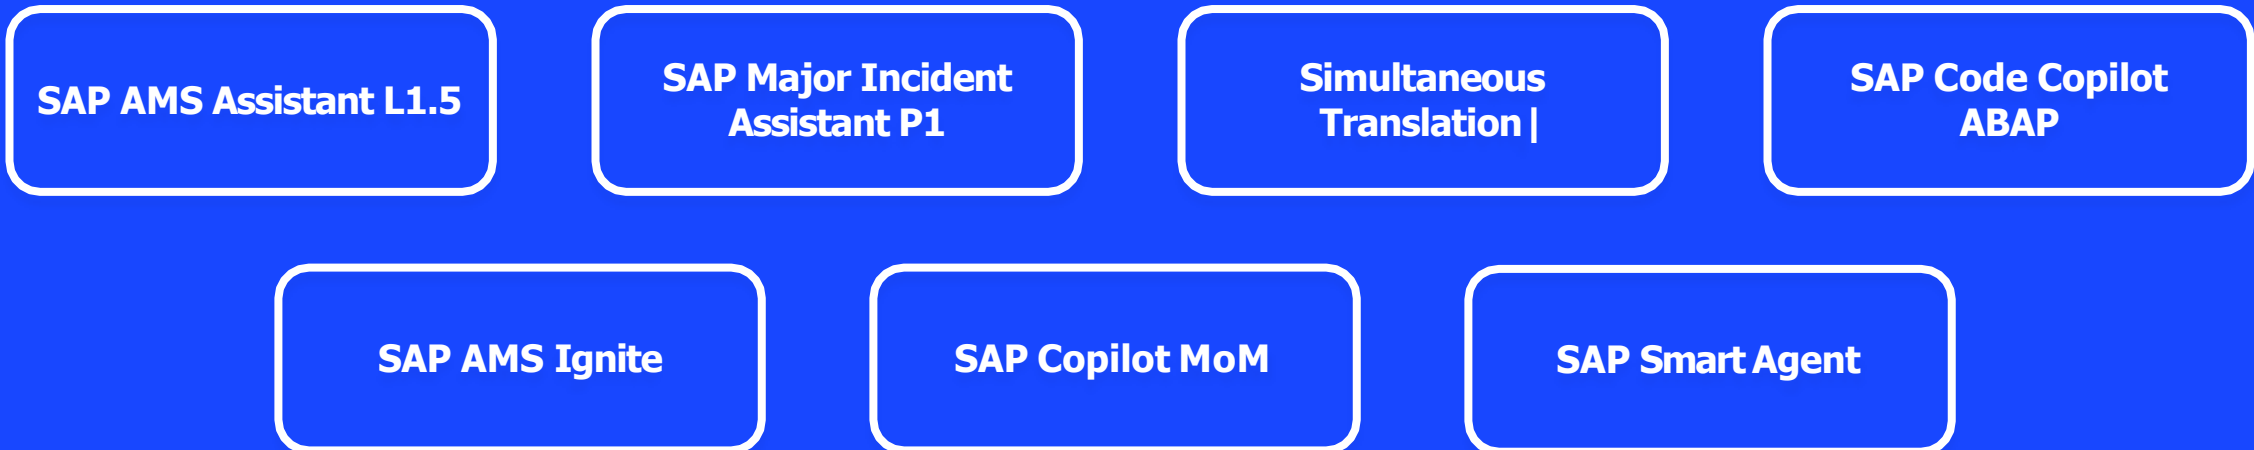 SAP AMS Assistant L1.5
SAP Major Incident
Assistant P1
Simultaneous
Translation |
SAP Code Copilot
ABAP
SAP AMS Ignite
SAP Copilot MoM
SAP Smart Agent